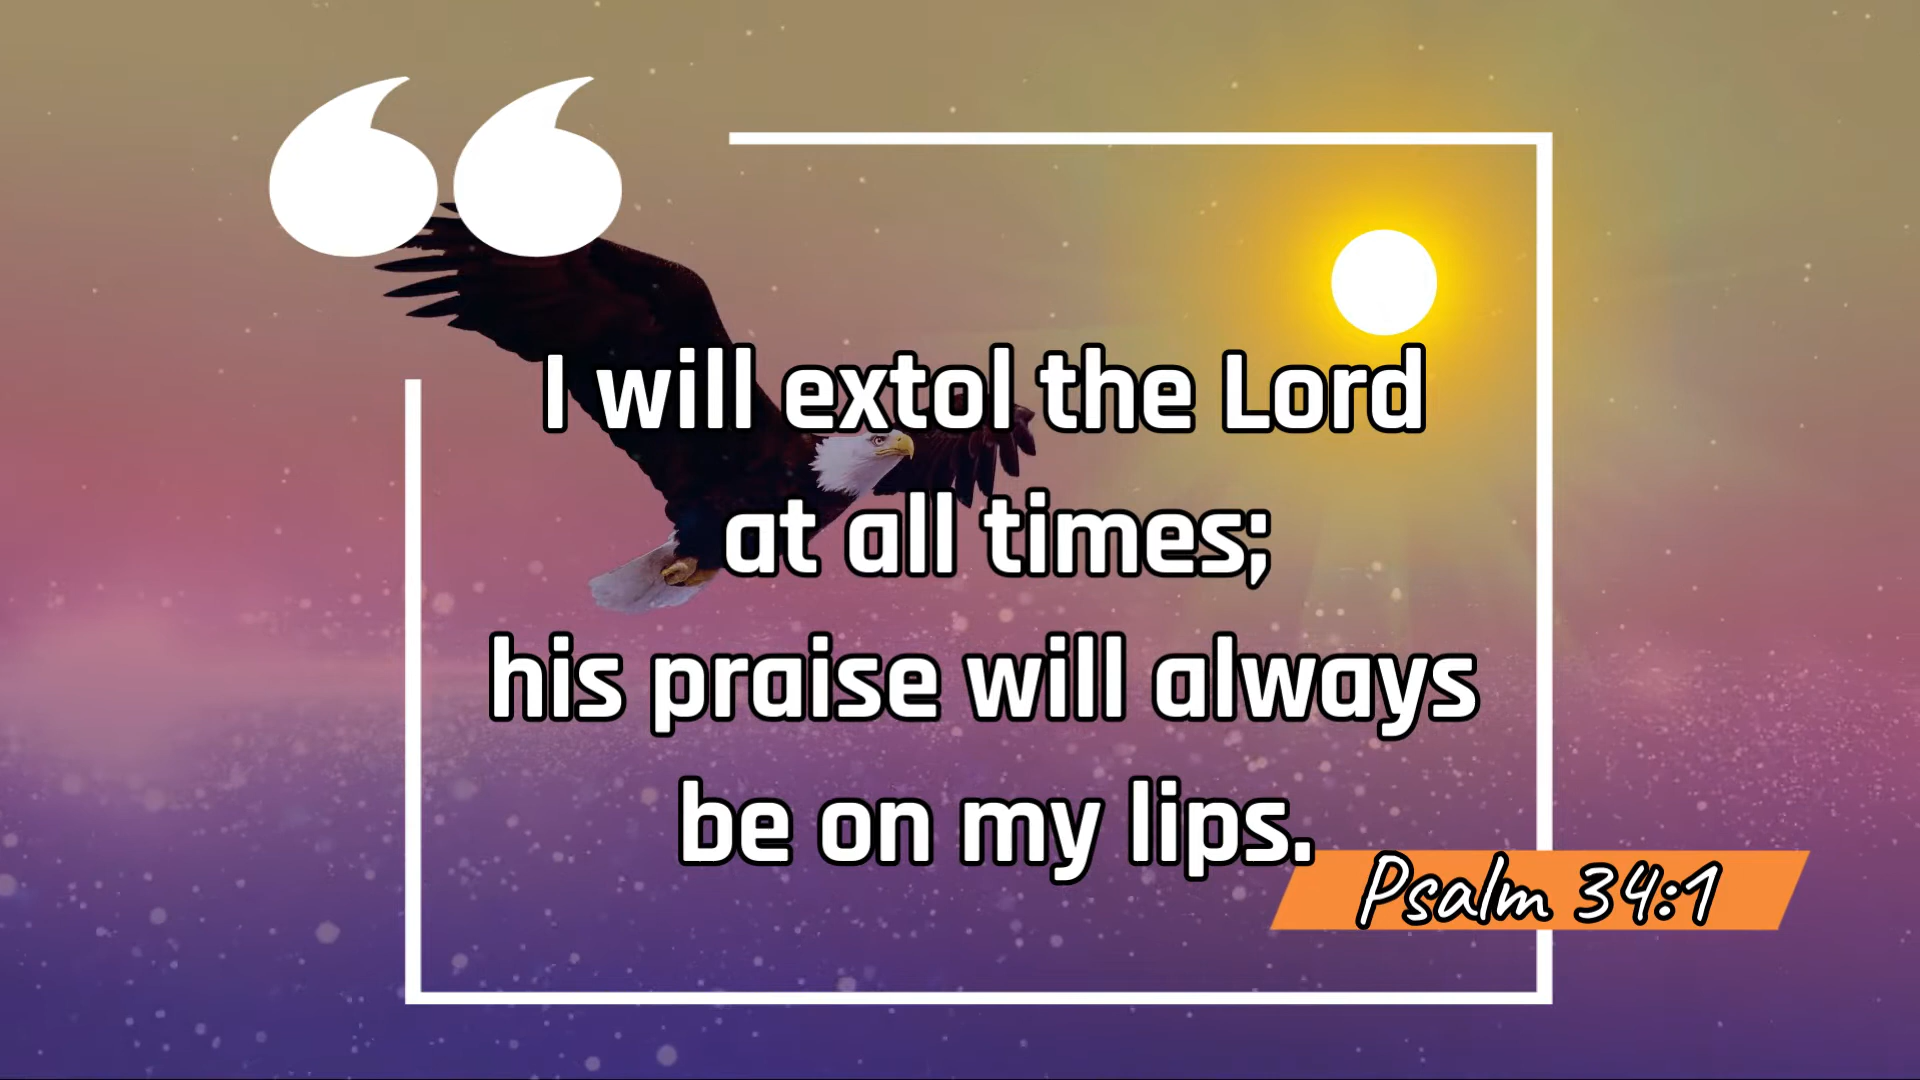 I will extol the Lord
at all times;
his praise will always
be on my lips.
Psalm 34:1